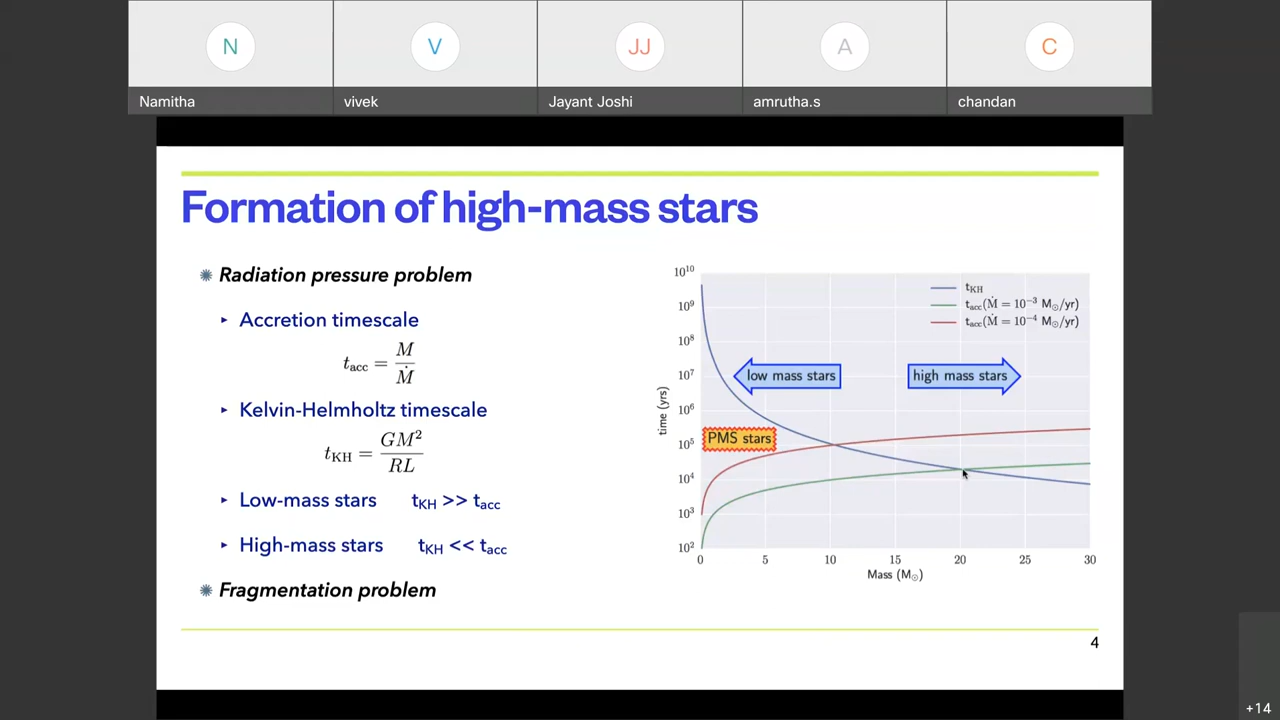 N
V
JJ
A
C
Namitha
vivek
Jayant Joshi
amrutha.s
chandan
Formation of high-mass stars
Radiation pressure problem
Accretion timescale
t_acc = M / Ṁ
Kelvin-Helmholtz timescale
t_KH = GM² / RL
Low-mass stars t_KH >> t_acc
High-mass stars t_KH << t_acc
Fragmentation problem
t_KH
t_acc(Ṁ = 10⁻³ M_⊙/yr)
t_acc(Ṁ = 10⁻⁴ M_⊙/yr)
low mass stars
high mass stars
PMS stars
time (yrs)
10¹⁰
10⁹
10⁸
10⁷
10⁶
10⁵
10⁴
10³
10²
0 5 10 15 20 25 30
Mass (M_⊙)
4
+14